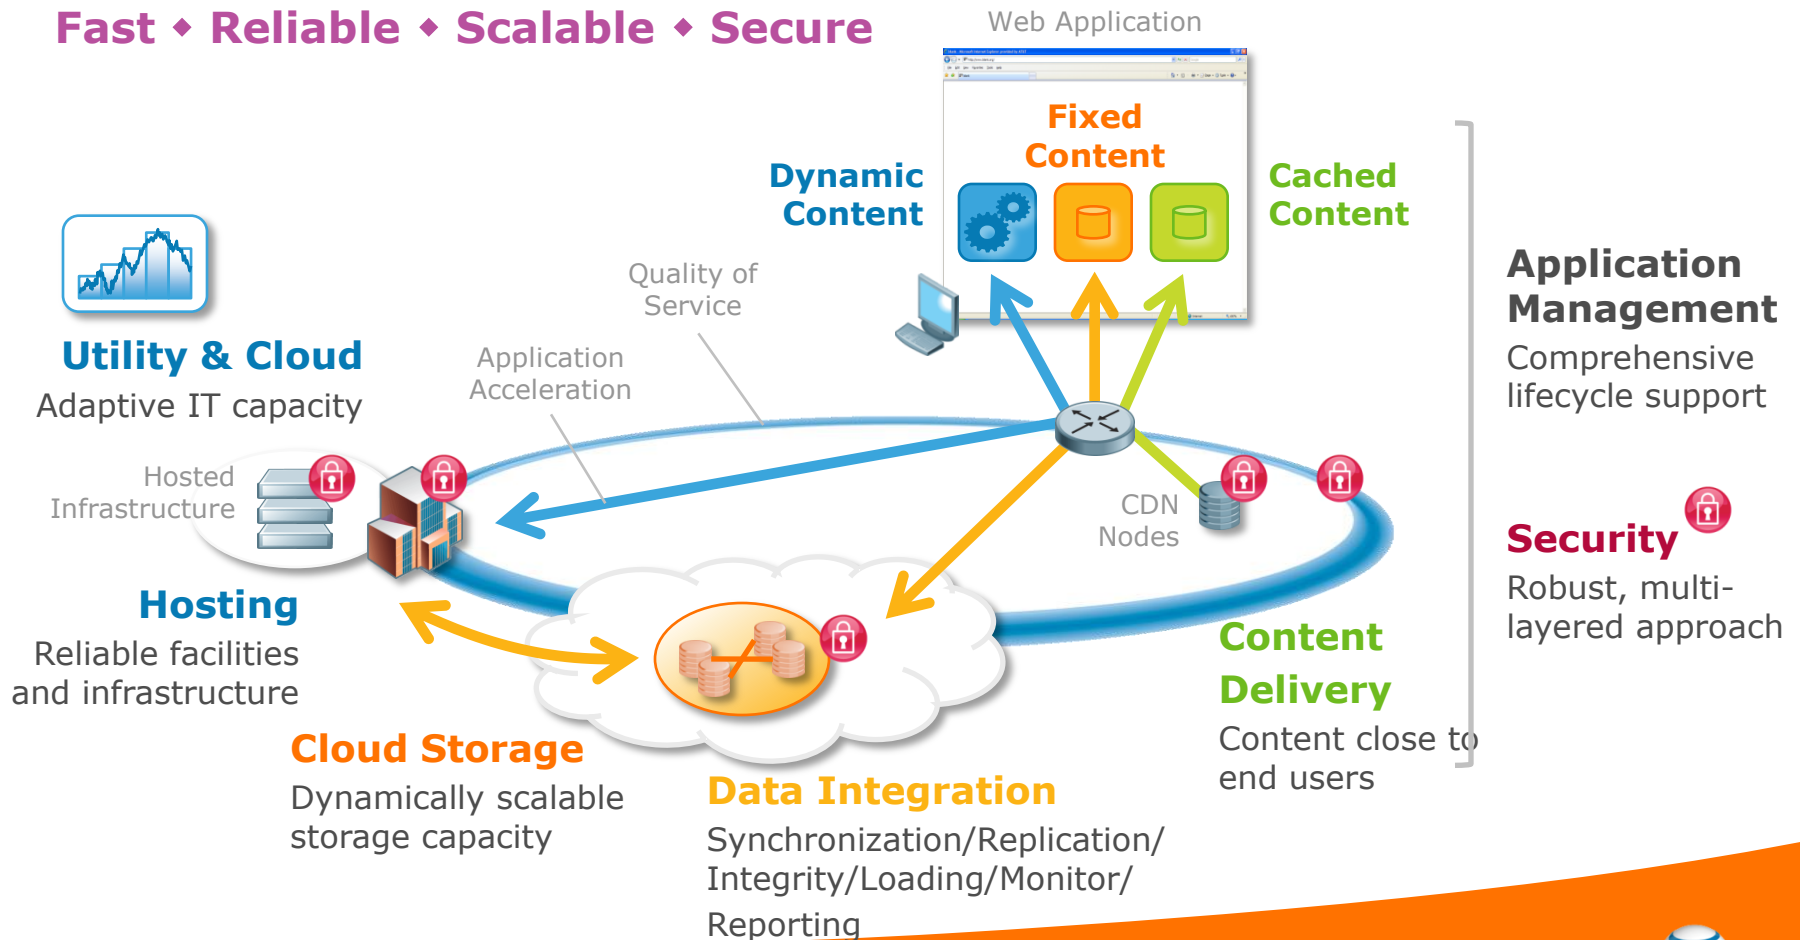 Fast ◆ Reliable ◆ Scalable ◆ Secure
Web Application
Fixed
Content
Dynamic
Content
Cached
Content
Quality of
Service
Application
Acceleration
Utility & Cloud
Adaptive IT capacity
Hosted
Infrastructure
Hosting
Reliable facilities
and infrastructure
Cloud Storage
Dynamically scalable
storage capacity
Data Integration
Synchronization/Replication/
Integrity/Loading/Monitor/
Reporting
CDN
Nodes
Content
Delivery
Content close to
end users
Application
Management
Comprehensive
lifecycle support
Security
Robust, multi-
layered approach